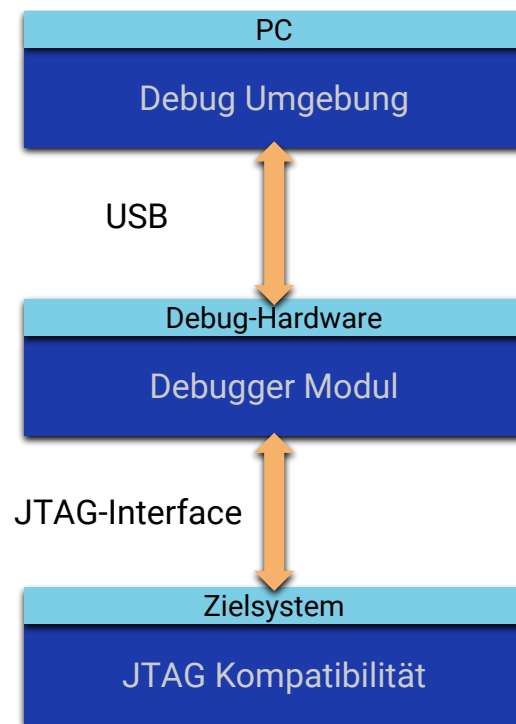 PC
Debug Umgebung
USB
Debug-Hardware
Debugger Modul
JTAG-Interface
Zielsystem
JTAG Kompatibilität